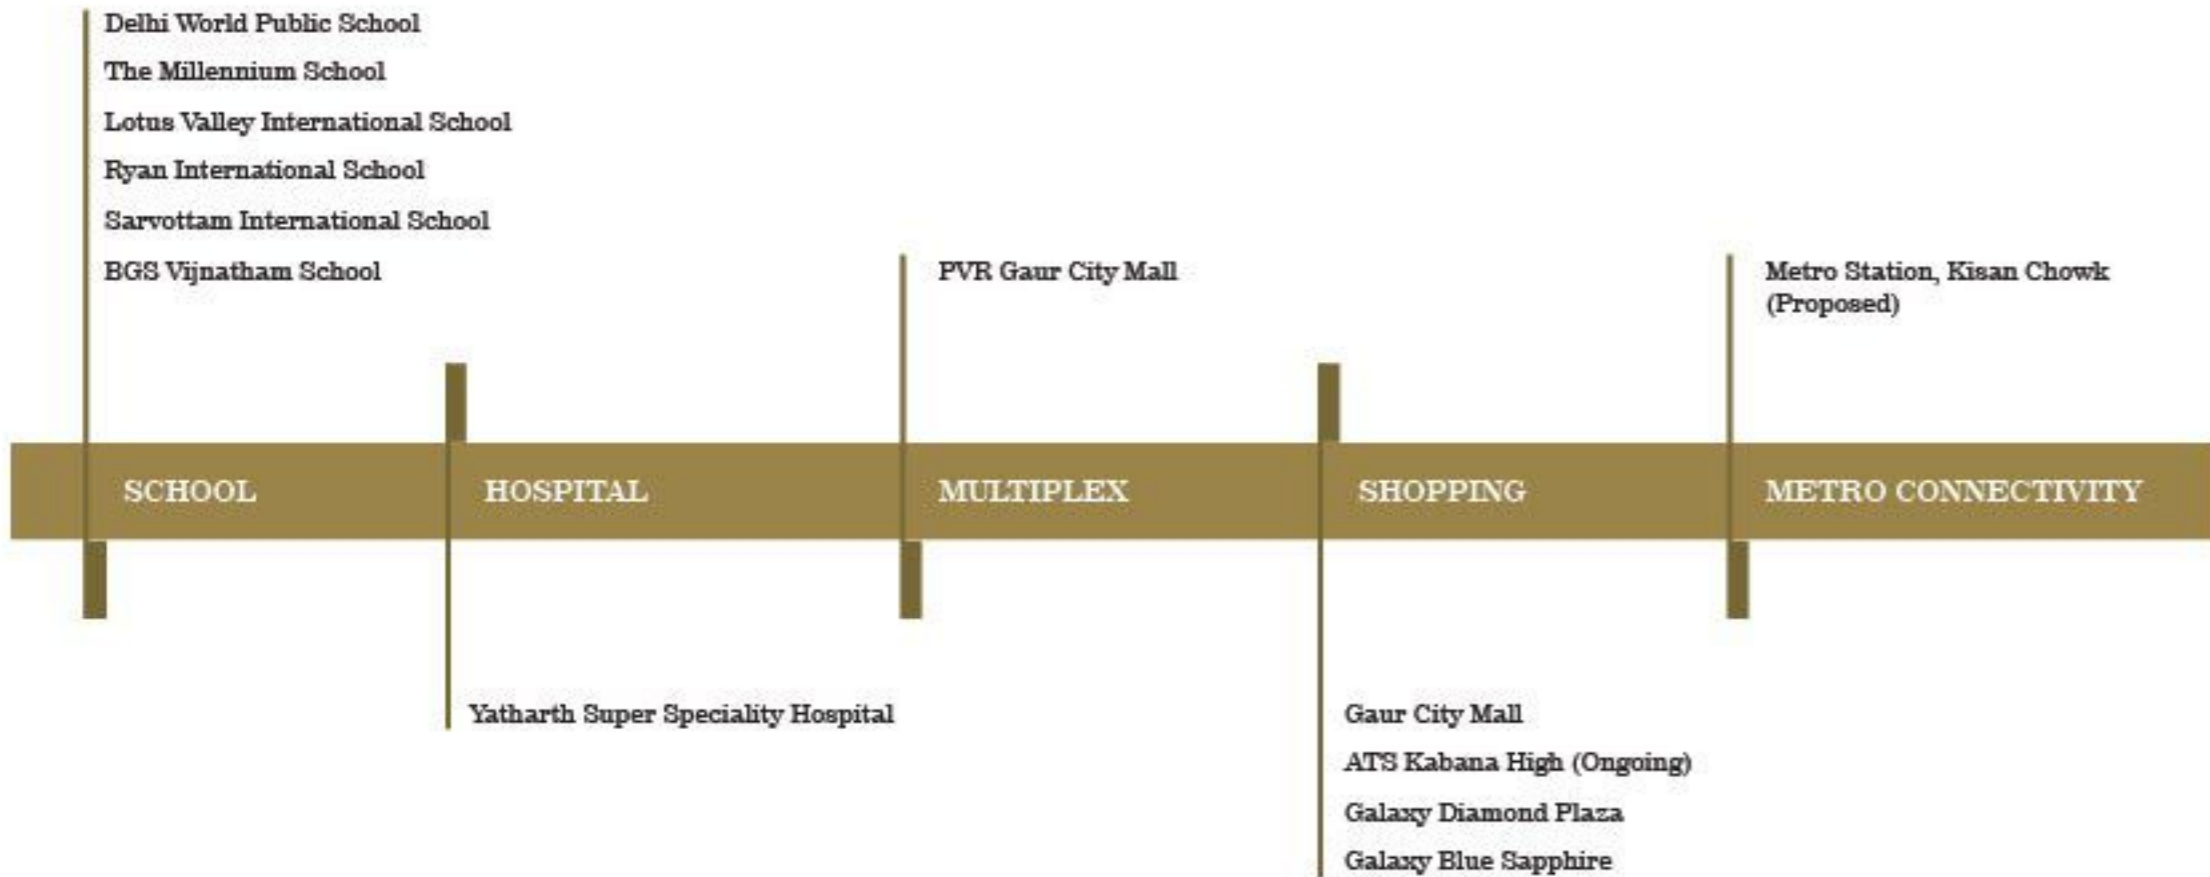 Delhi World Public School
The Millennium School
Lotus Valley International School
Ryan International School
Sarvottam International School
BGS Vijnatham School
PVR Gaur City Mall
Metro Station, Kisan Chowk
(Proposed)
SCHOOL
HOSPITAL
MULTIPLEX
SHOPPING
METRO CONNECTIVITY
Yatharth Super Speciality Hospital
Gaur City Mall
ATS Kabana High (Ongoing)
Galaxy Diamond Plaza
Galaxy Blue Sapphire